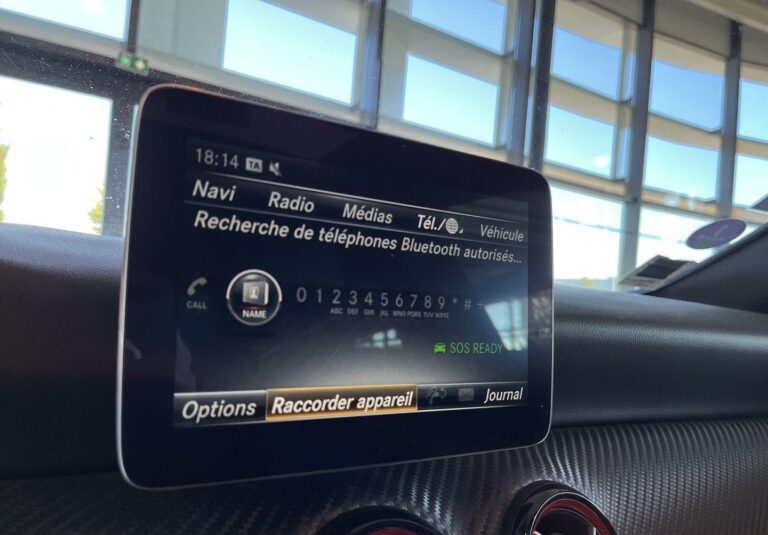 18:14 TA
Navi Radio Médias Tél./ Véhicule
Recherche de téléphones Bluetooth autorisés...
CALL
NAME
0 1 2 3 4 5 6 7 8 9 * # +
ABC DEF GHI JKL MNO PQRS TUV WXYZ
SOS READY
Options Raccorder appareil Journal